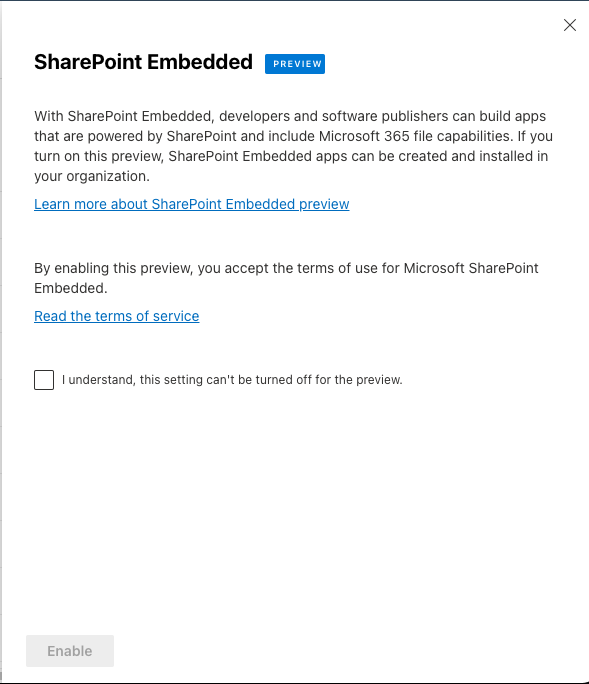 SharePoint Embedded PREVIEW
With SharePoint Embedded, developers and software publishers can build apps
that are powered by SharePoint and include Microsoft 365 file capabilities. If you
turn on this preview, SharePoint Embedded apps can be created and installed in
your organization.
Learn more about SharePoint Embedded preview
By enabling this preview, you accept the terms of use for Microsoft SharePoint
Embedded.
Read the terms of service
I understand, this setting can't be turned off for the preview.
Enable